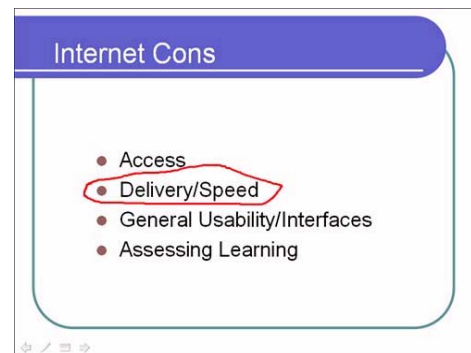 Internet Cons
Access
Delivery/Speed
General Usability/Interfaces
Assessing Learning